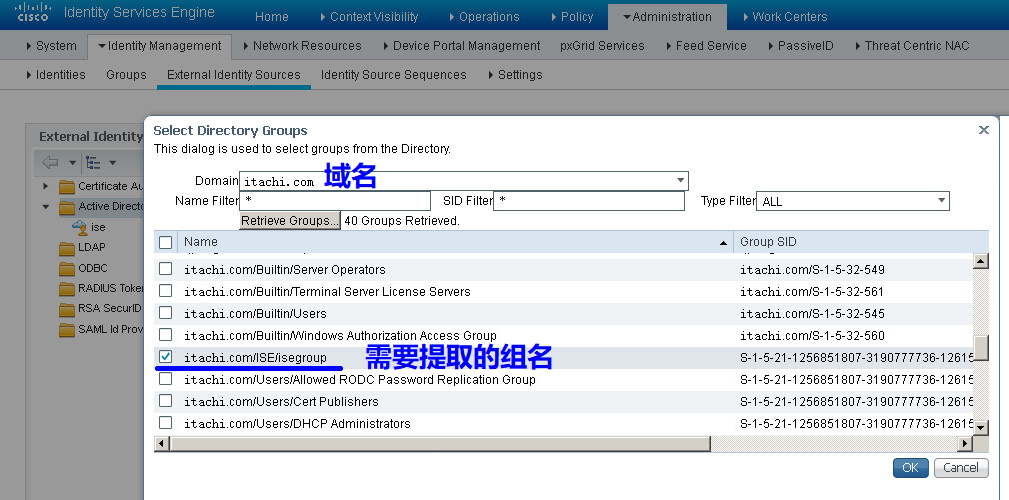 CISCO Identity Services Engine Home Context Visibility Operations Policy Administration Work Centers
System Identity Management Network Resources Device Portal Management pxGrid Services Feed Service PassiveID Threat Centric NAC
Identities Groups External Identity Sources Identity Source Sequences Settings
External Identity
Certificate Au
Active Directo
ise
LDAP
ODBC
RADIUS Token
RSA SecurID
SAML Id Prov
Select Directory Groups
This dialog is used to select groups from the Directory.
Domain itachi.com 域名
Name Filter * SID Filter * Type Filter ALL
Retrieve Groups... 40 Groups Retrieved.
Name Group SID
itachi.com/Builtin/Server Operators itachi.com/S-1-5-32-549
itachi.com/Builtin/Terminal Server License Servers itachi.com/S-1-5-32-561
itachi.com/Builtin/Users itachi.com/S-1-5-32-545
itachi.com/Builtin/Windows Authorization Access Group itachi.com/S-1-5-32-560
itachi.com/ISE/isegroup 需要提取的组名 S-1-5-21-1256851807-3190777736-12615
itachi.com/Users/Allowed RODC Password Replication Group S-1-5-21-1256851807-3190777736-12615
itachi.com/Users/Cert Publishers S-1-5-21-1256851807-3190777736-12615
itachi.com/Users/DHCP Administrators S-1-5-21-1256851807-3190777736-12615
OK Cancel